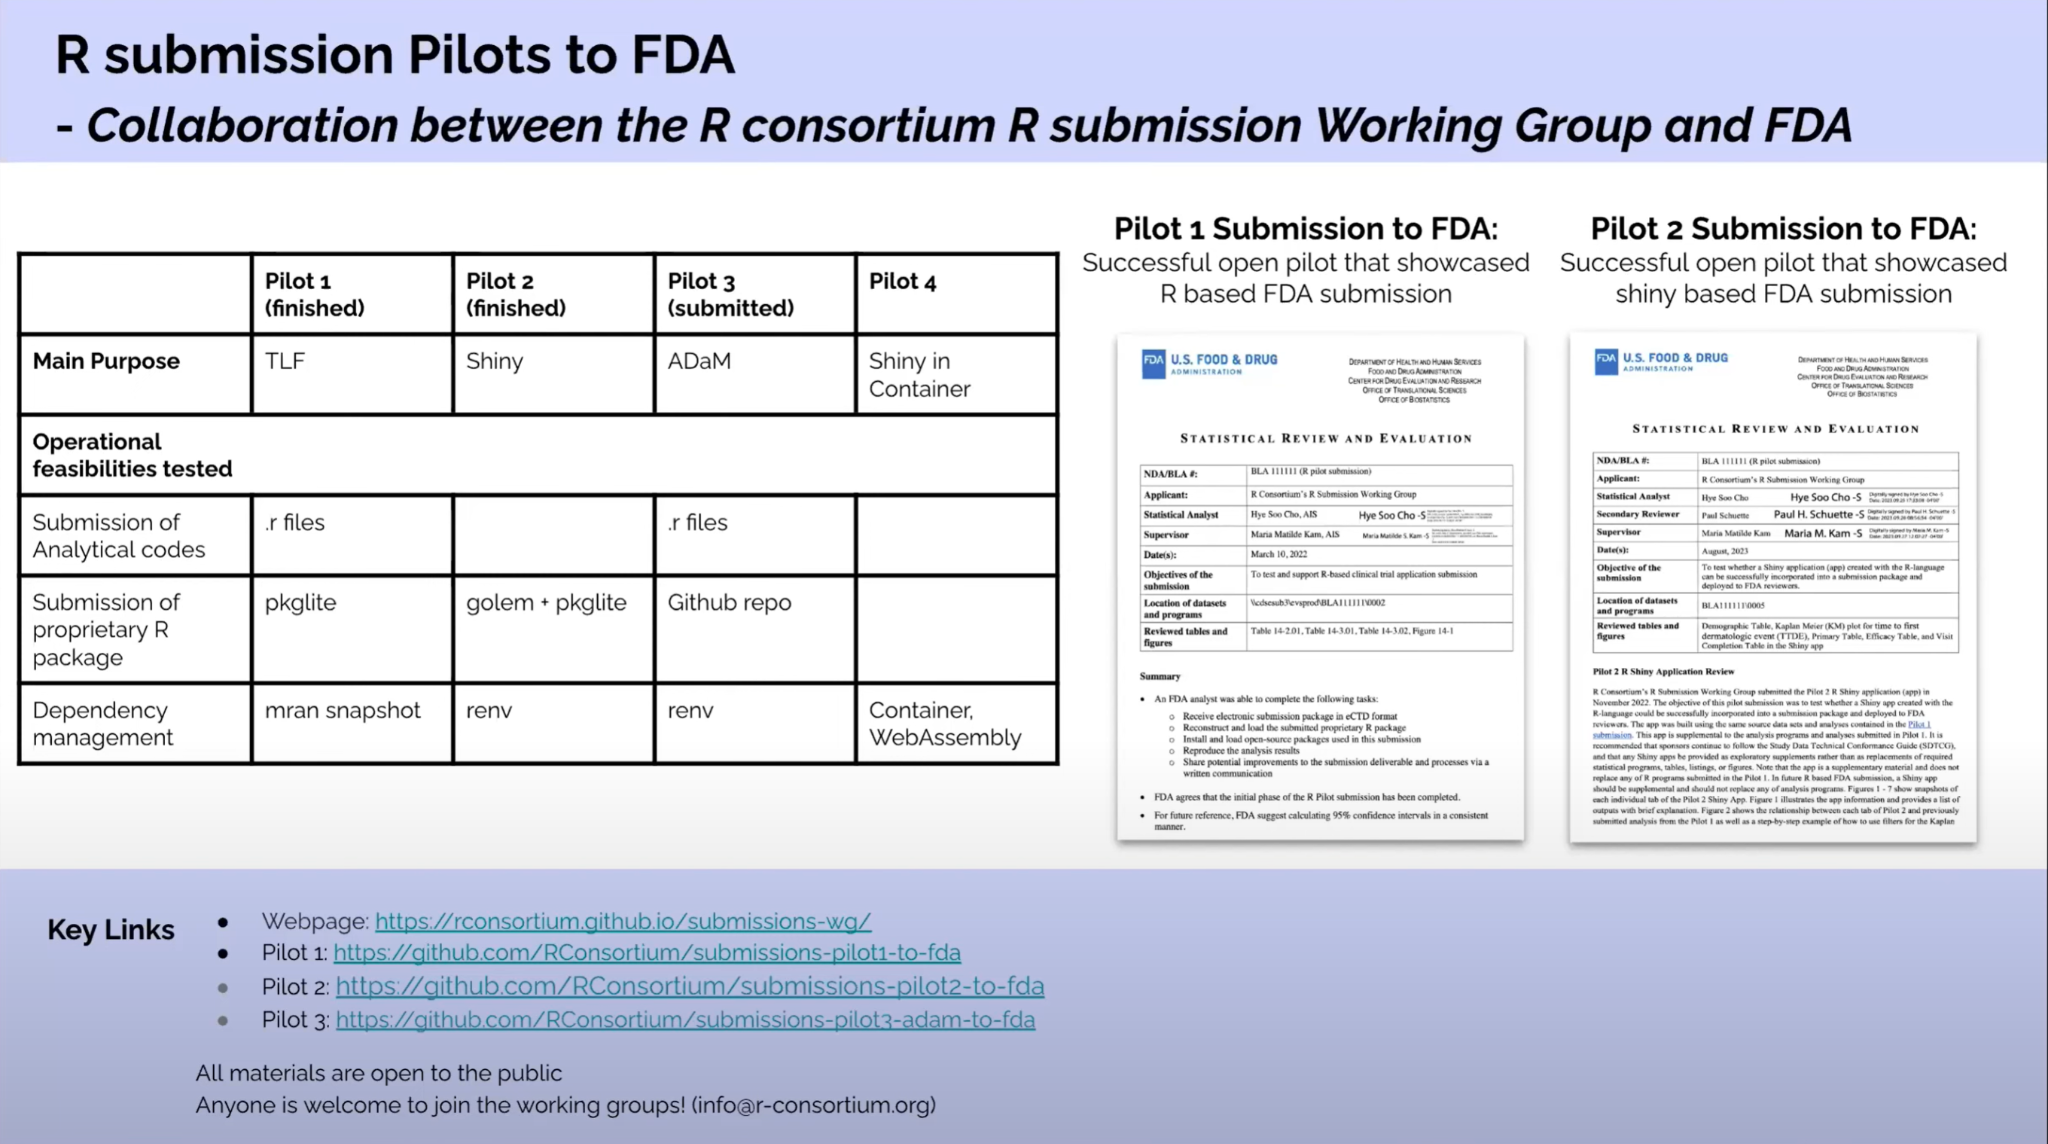 R submission Pilots to FDA
- Collaboration between the R consortium R submission Working Group and FDA
Pilot 1
(finished)
Pilot 2
(finished)
Pilot 3
(submitted)
Pilot 4
Main Purpose
TLF
Shiny
ADaM
Shiny in
Container
Operational
feasibilities tested
Submission of
Analytical codes
.r files
.r files
Submission of
proprietary R
package
pkglite
golem + pkglite
Github repo
Dependency
management
mran snapshot
renv
renv
Container,
WebAssembly
Pilot 1 Submission to FDA:
Successful open pilot that showcased
R based FDA submission
FDA U.S. FOOD & DRUG
ADMINISTRATION
DEPARTMENT OF HEALTH AND HUMAN SERVICES
FOOD AND DRUG ADMINISTRATION
CENTER FOR DRUG EVALUATION AND RESEARCH
OFFICE OF TRANSLATIONAL SCIENCES
OFFICE OF BIOSTATISTICS
STATISTICAL REVIEW AND EVALUATION
NDA/BLA #: BLA 111111 (R pilot submission)
Applicant: R Consortium's R Submission Working Group
Statistical Analyst Hye Soo Cho, AIS Hye Soo Cho -S
Supervisor Maria Matilde Kam, AIS Maria Matilde S. Kam -S
Date(s): March 10, 2022
Objectives of the
submission
To test and support R-based clinical trial application submission
Location of datasets
and programs
\\cdsesub3\evsprod\BLA111111\0002
Reviewed tables and
figures
Table 14-2.01, Table 14-3.01, Table 14-3.02, Figure 14-1
Summary
• An FDA analyst was able to complete the following tasks:
o Receive electronic submission package in eCTD format
o Reconstruct and load the submitted proprietary R package
o Install and load open-source packages used in this submission
o Reproduce the analysis results
o Share potential improvements to the submission deliverable and processes via a
written communication
• FDA agrees that the initial phase of the R Pilot submission has been completed.
• For future reference, FDA suggest calculating 95% confidence intervals in a consistent
manner.
Pilot 2 Submission to FDA:
Successful open pilot that showcased
shiny based FDA submission
FDA U.S. FOOD & DRUG
ADMINISTRATION
DEPARTMENT OF HEALTH AND HUMAN SERVICES
FOOD AND DRUG ADMINISTRATION
CENTER FOR DRUG EVALUATION AND RESEARCH
OFFICE OF TRANSLATIONAL SCIENCES
OFFICE OF BIOSTATISTICS
STATISTICAL REVIEW AND EVALUATION
NDA/BLA #: BLA 111111 (R pilot submission)
Applicant: R Consortium's R Submission Working Group
Statistical Analyst Hye Soo Cho Hye Soo Cho -S Digitally signed by Hye Soo Cho -S
Secondary Reviewer Paul Schuette Paul H. Schuette -S Digitally signed by Paul H. Schuette -S
Supervisor Maria Matilde Kam Maria M. Kam -S Digitally signed by Maria M. Kam -S
Date(s): August, 2023
Objective of the
submission
To test whether a Shiny application (app) created with the R-language
can be successfully incorporated into a submission package and
deployed to FDA reviewers.
Location of datasets
and programs
BLA111111\0005
Reviewed tables and
figures
Demographic Table, Kaplan Meier (KM) plot for time to first
dermatologic event (TTDE), Primary Table, Efficacy Table, and Visit
Completion Table in the Shiny app
Pilot 2 R Shiny Application Review
R Consortium's R Submission Working Group submitted the Pilot 2 R Shiny application (app) in
November 2022. The objective of this pilot submission was to test whether a Shiny app created with the
R-language could be successfully incorporated into a submission package and deployed to FDA
reviewers. The app was built using the same source data sets and analyses contained in the Pilot 1
submission. This app is supplemental to the analysis programs and analyses submitted in Pilot 1. It is
recommended that sponsors continue to follow the Study Data Technical Conformance Guide (SDTCG),
and that any Shiny apps be provided as exploratory supplements rather than as replacements of required
statistical programs, tables, listings, or figures. Note that the app is a supplementary material and does not
replace any of R programs submitted in the Pilot 1. In future R based FDA submission, a Shiny app
should be supplemental and should not replace any of analysis programs. Figures 1 - 7 show snapshots of
each individual tab of the Pilot 2 Shiny App. Figure 1 illustrates the app information and provides a list of
outputs with brief explanation. Figure 2 shows the relationship between each tab of Pilot 2 and previously
submitted analysis from the Pilot 1 as well as a step-by-step example of how to use filters for the Kaplan
Key Links
● Webpage: https://rconsortium.github.io/submissions-wg/
● Pilot 1: https://github.com/RConsortium/submissions-pilot1-to-fda
● Pilot 2: https://github.com/RConsortium/submissions-pilot2-to-fda
● Pilot 3: https://github.com/RConsortium/submissions-pilot3-adam-to-fda
All materials are open to the public
Anyone is welcome to join the working groups! (info@r-consortium.org)